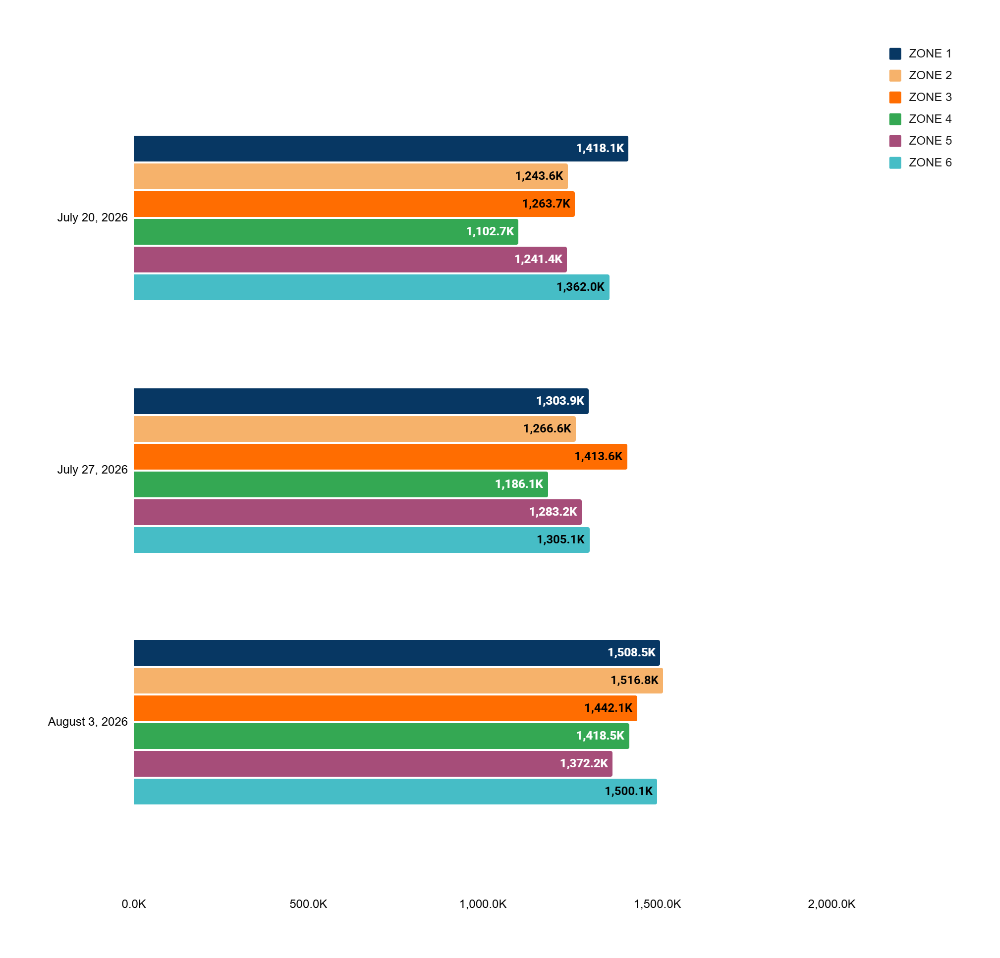 ZONE 1
ZONE 2
ZONE 3
ZONE 4
ZONE 5
ZONE 6
July 20, 2026
1,418.1K
1,243.6K
1,263.7K
1,102.7K
1,241.4K
1,362.0K
July 27, 2026
1,303.9K
1,266.6K
1,413.6K
1,186.1K
1,283.2K
1,305.1K
August 3, 2026
1,508.5K
1,516.8K
1,442.1K
1,418.5K
1,372.2K
1,500.1K
0.0K 500.0K 1,000.0K 1,500.0K 2,000.0K